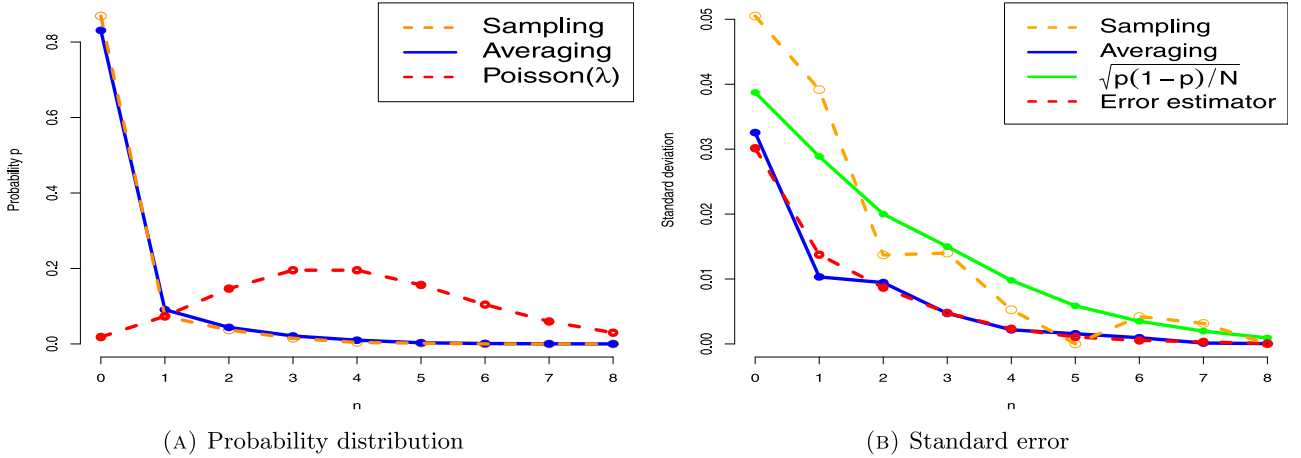 Sampling
Averaging
Poisson(λ)
Probability p
0.8
0.6
0.4
0.2
0.0
0 1 2 3 4 5 6 7 8
n
(A) Probability distribution
Sampling
Averaging
√p(1−p)/N
Error estimator
Standard deviation
0.05
0.04
0.03
0.02
0.01
0.00
0 1 2 3 4 5 6 7 8
n
(B) Standard error